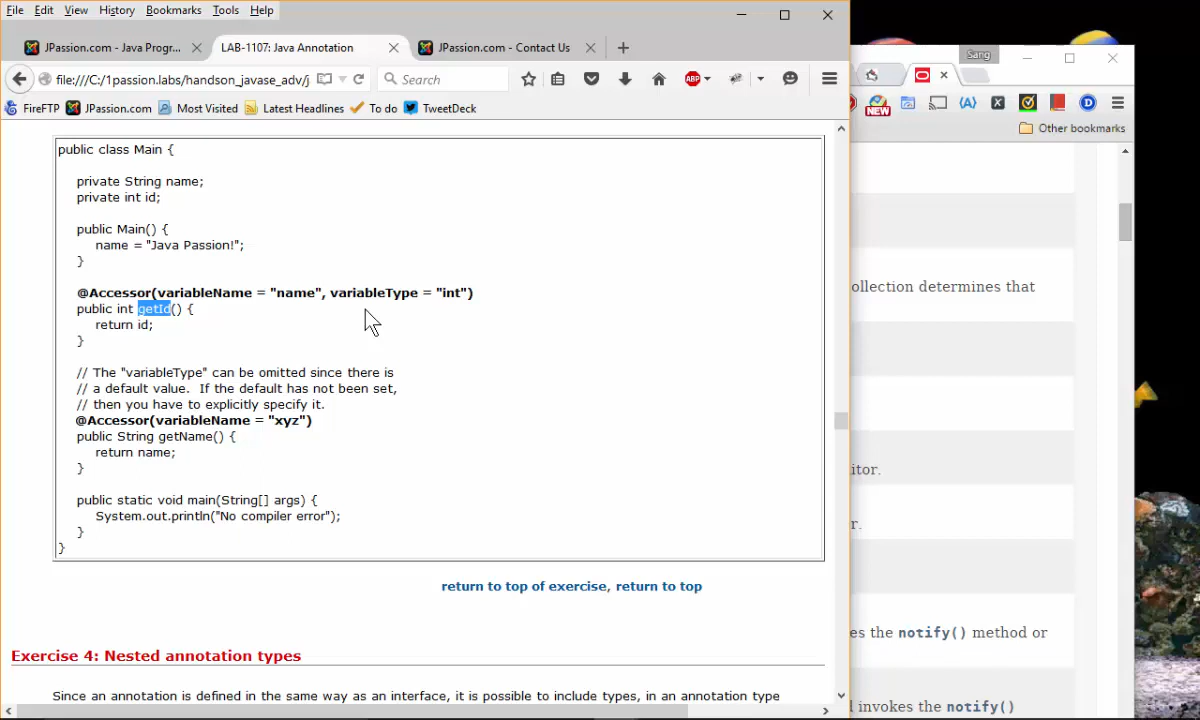 File Edit View History Bookmarks Tools Help
JPassion.com - Java Progr...
LAB-1107: Java Annotation
JPassion.com - Contact Us
Sang
file:///C:/1passion.labs/handson_javase_adv/j
Search
ABP
NEW
FireFTP JPassion.com Most Visited Latest Headlines To do TweetDeck
Other bookmarks
public class Main {
private String name;
private int id;
public Main() {
name = "Java Passion!";
}
@Accessor(variableName = "name", variableType = "int")
public int getId() {
return id;
}
// The "variableType" can be omitted since there is
// a default value. If the default has not been set,
// then you have to explicitly specify it.
@Accessor(variableName = "xyz")
public String getName() {
return name;
}
public static void main(String[] args) {
System.out.println("No compiler error");
}
}
return to top of exercise, return to top
Exercise 4: Nested annotation types
Since an annotation is defined in the same way as an interface, it is possible to include types, in an annotation type
ollection determines that
itor.
r.
es the notify() method or
invokes the notify()